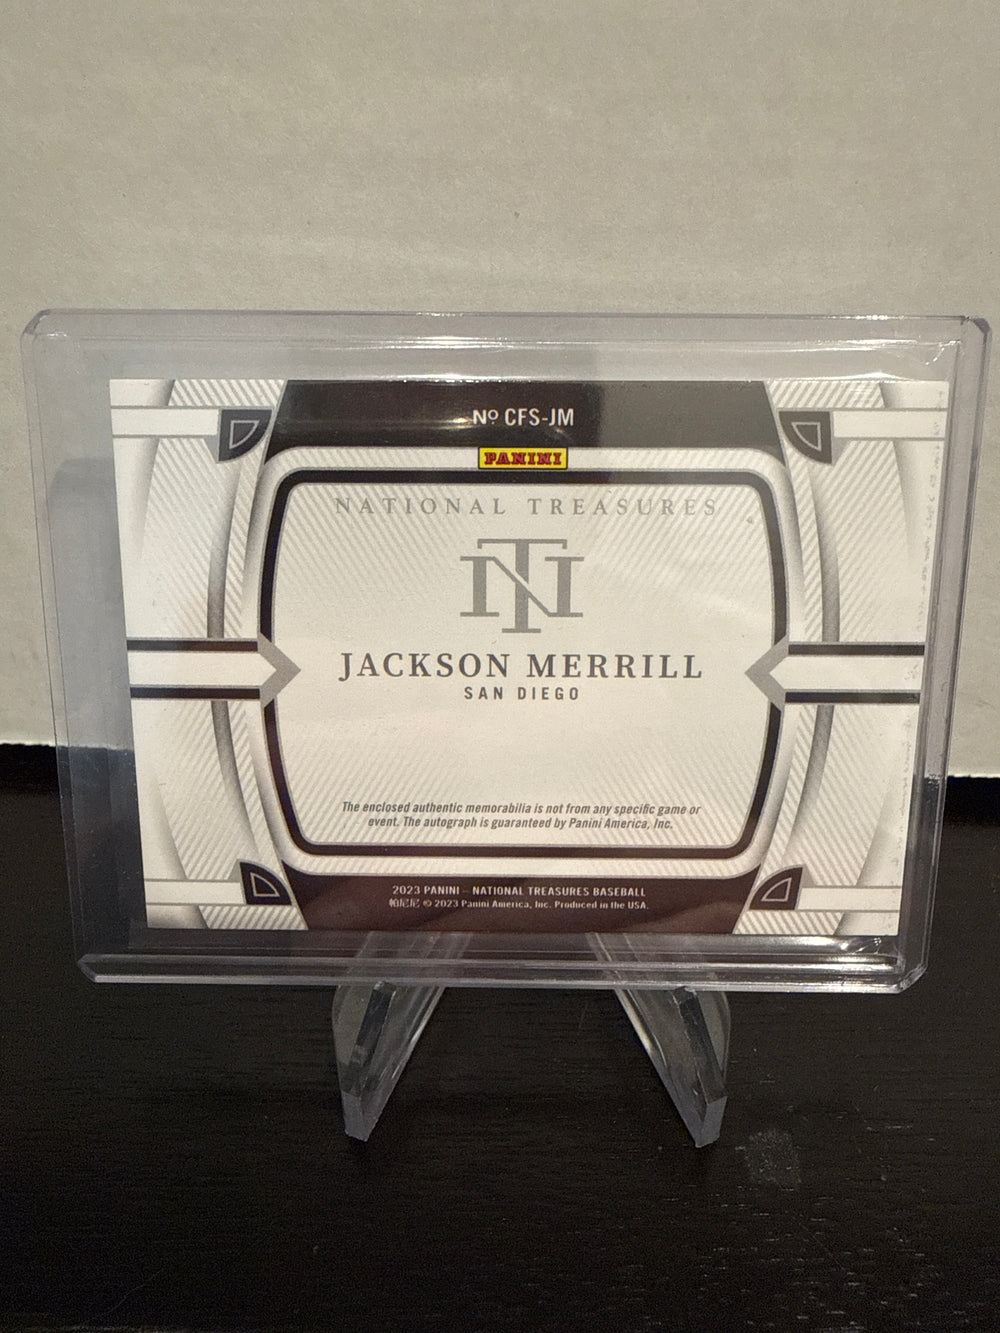 Nº CFS-JM
PANINI
NATIONAL TREASURES
NT
JACKSON MERRILL
SAN DIEGO
The enclosed authentic memorabilia is not from any specific game or
event. The autograph is guaranteed by Panini America, Inc.
2023 PANINI – NATIONAL TREASURES BASEBALL
帕尼尼 © 2023 Panini America, Inc. Produced in the USA.